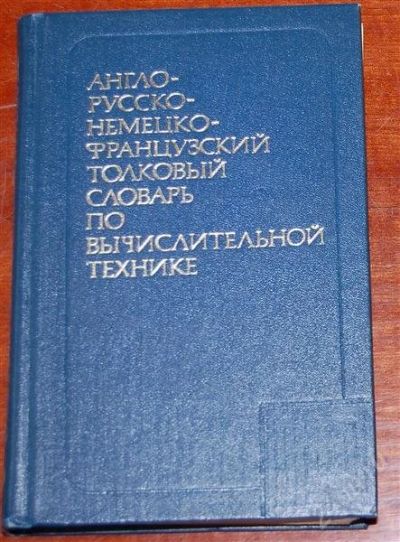 АНГЛО-
РУССКО-
НЕМЕЦКО-
ФРАНЦУЗСКИЙ
ТОЛКОВЫЙ
СЛОВАРЬ
ПО
ВЫЧИСЛИТЕЛЬНОЙ
ТЕХНИКЕ